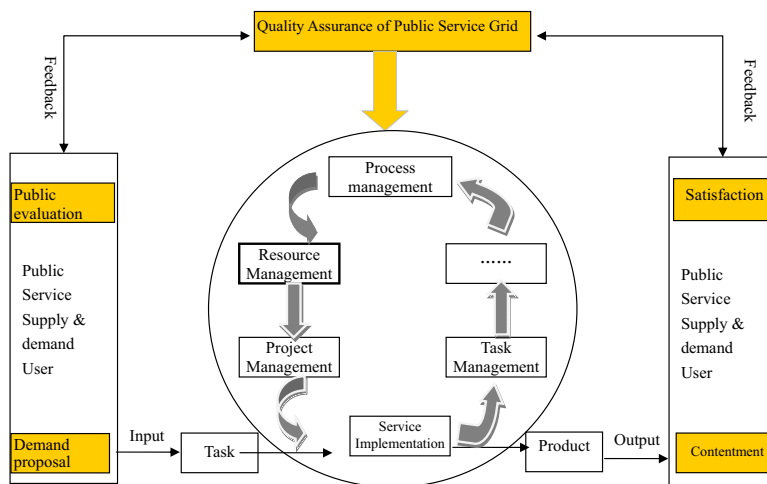 Quality Assurance of Public Service Grid
Feedback
Feedback
Process
management
Public
evaluation
Satisfaction
Resource
Management
......
Public
Service
Supply &
demand
User
Public
Service
Supply &
demand
User
Project
Management
Task
Management
Demand
proposal
Input
Task
Service
Implementation
Product
Output
Contentment